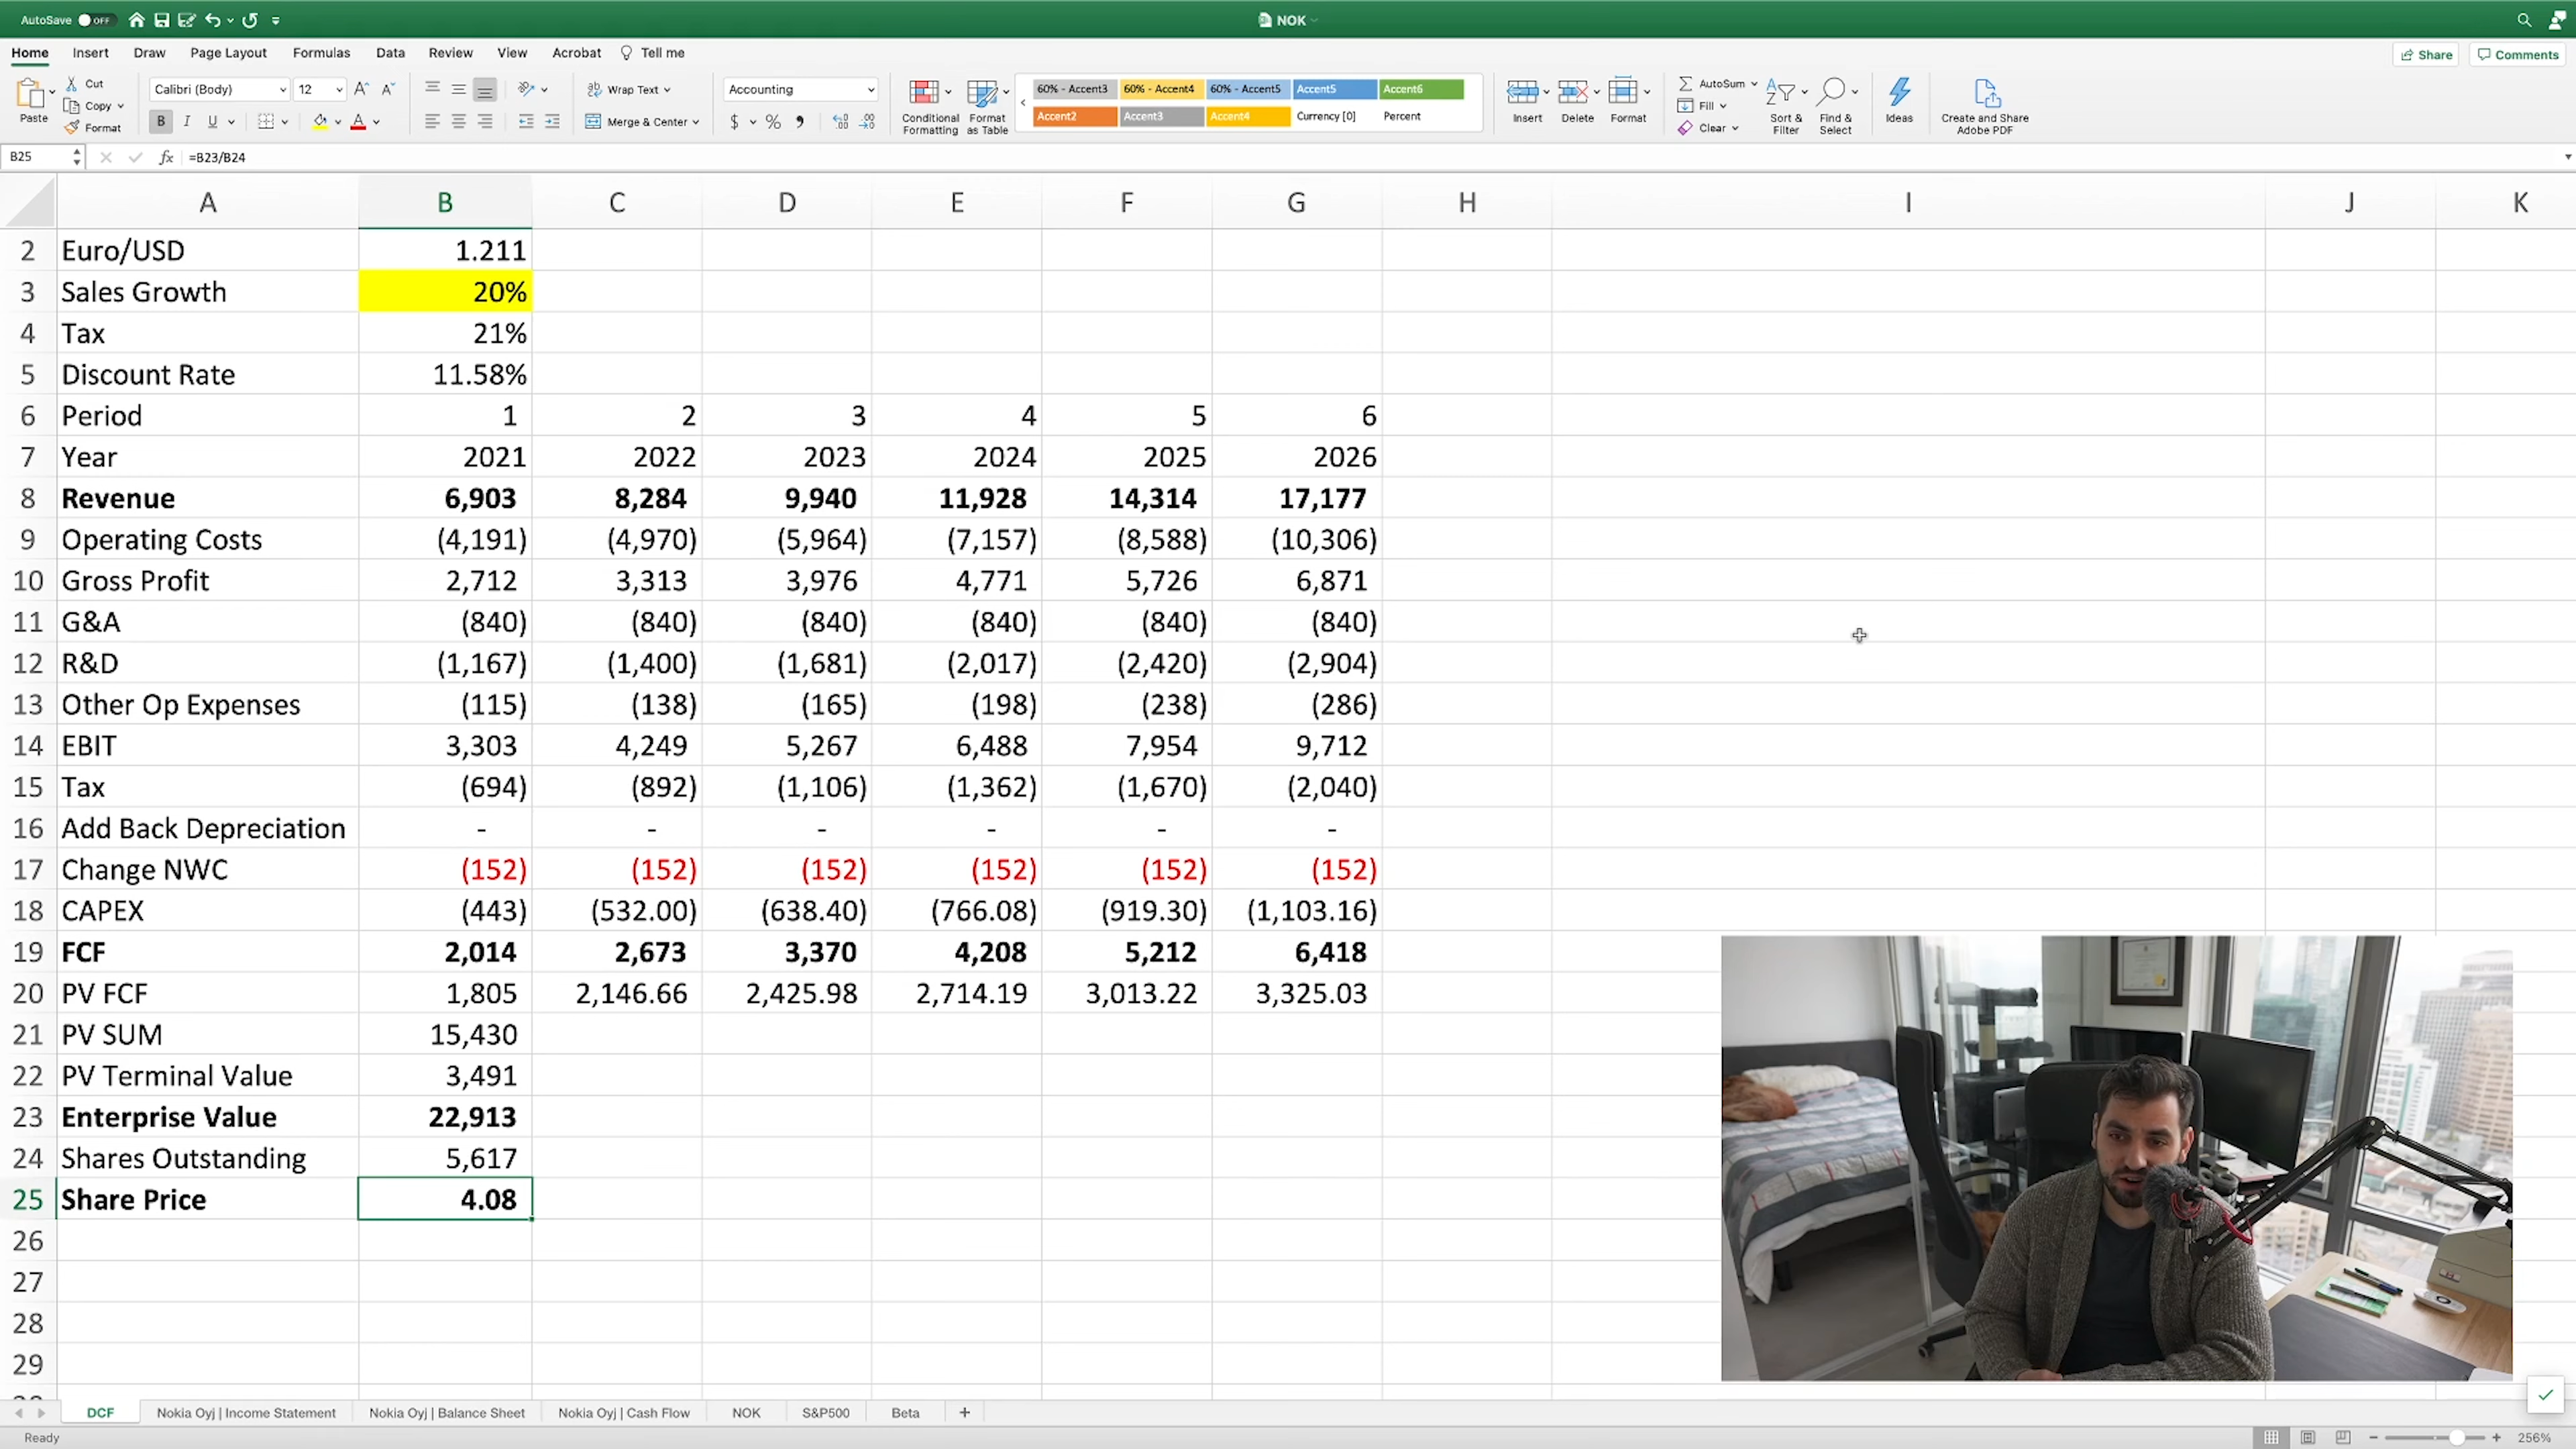 AutoSave OFF NOK
Home Insert Draw Page Layout Formulas Data Review View Acrobat Tell me Share Comments
Paste Cut Copy Format
Calibri (Body) 12
B I U
Wrap Text
Merge & Center
Accounting
$ % ,
Conditional Formatting
Format as Table
60% - Accent3 60% - Accent4 60% - Accent5 Accent5 Accent6
Accent2 Accent3 Accent4 Currency [0] Percent
Insert Delete Format
AutoSum
Fill
Clear
Sort & Filter
Find & Select
Ideas
Create and Share Adobe PDF
B25 fx =B23/B24
A B C D E F G H I J K
2 Euro/USD 1.211
3 Sales Growth 20%
4 Tax 21%
5 Discount Rate 11.58%
6 Period 1 2 3 4 5 6
7 Year 2021 2022 2023 2024 2025 2026
8 Revenue 6,903 8,284 9,940 11,928 14,314 17,177
9 Operating Costs (4,191) (4,970) (5,964) (7,157) (8,588) (10,306)
10 Gross Profit 2,712 3,313 3,976 4,771 5,726 6,871
11 G&A (840) (840) (840) (840) (840) (840)
12 R&D (1,167) (1,400) (1,681) (2,017) (2,420) (2,904)
13 Other Op Expenses (115) (138) (165) (198) (238) (286)
14 EBIT 3,303 4,249 5,267 6,488 7,954 9,712
15 Tax (694) (892) (1,106) (1,362) (1,670) (2,040)
16 Add Back Depreciation - - - - - -
17 Change NWC (152) (152) (152) (152) (152) (152)
18 CAPEX (443) (532.00) (638.40) (766.08) (919.30) (1,103.16)
19 FCF 2,014 2,673 3,370 4,208 5,212 6,418
20 PV FCF 1,805 2,146.66 2,425.98 2,714.19 3,013.22 3,325.03
21 PV SUM 15,430
22 PV Terminal Value 3,491
23 Enterprise Value 22,913
24 Shares Outstanding 5,617
25 Share Price 4.08
26
27
28
29
DCF Nokia Oyj | Income Statement Nokia Oyj | Balance Sheet Nokia Oyj | Cash Flow NOK S&P500 Beta +
Ready 256%